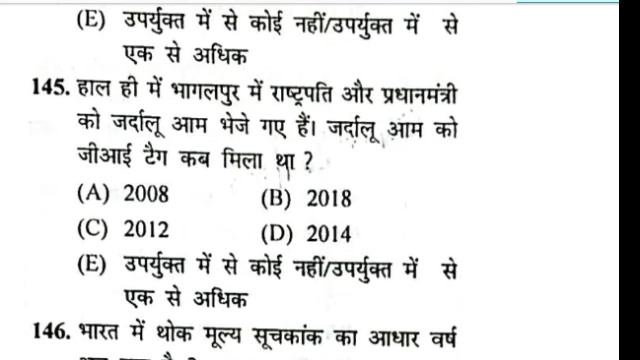 (E) उपर्युक्त में से कोई नहीं/उपर्युक्त में से
एक से अधिक
145. हाल ही में भागलपुर में राष्ट्रपति और प्रधानमंत्री
को जर्दालू आम भेजे गए हैं। जर्दालू आम को
जीआई टैग कब मिला था ?
(A) 2008 (B) 2018
(C) 2012 (D) 2014
(E) उपर्युक्त में से कोई नहीं/उपर्युक्त में से
एक से अधिक
146. भारत में थोक मूल्य सूचकांक का आधार वर्ष